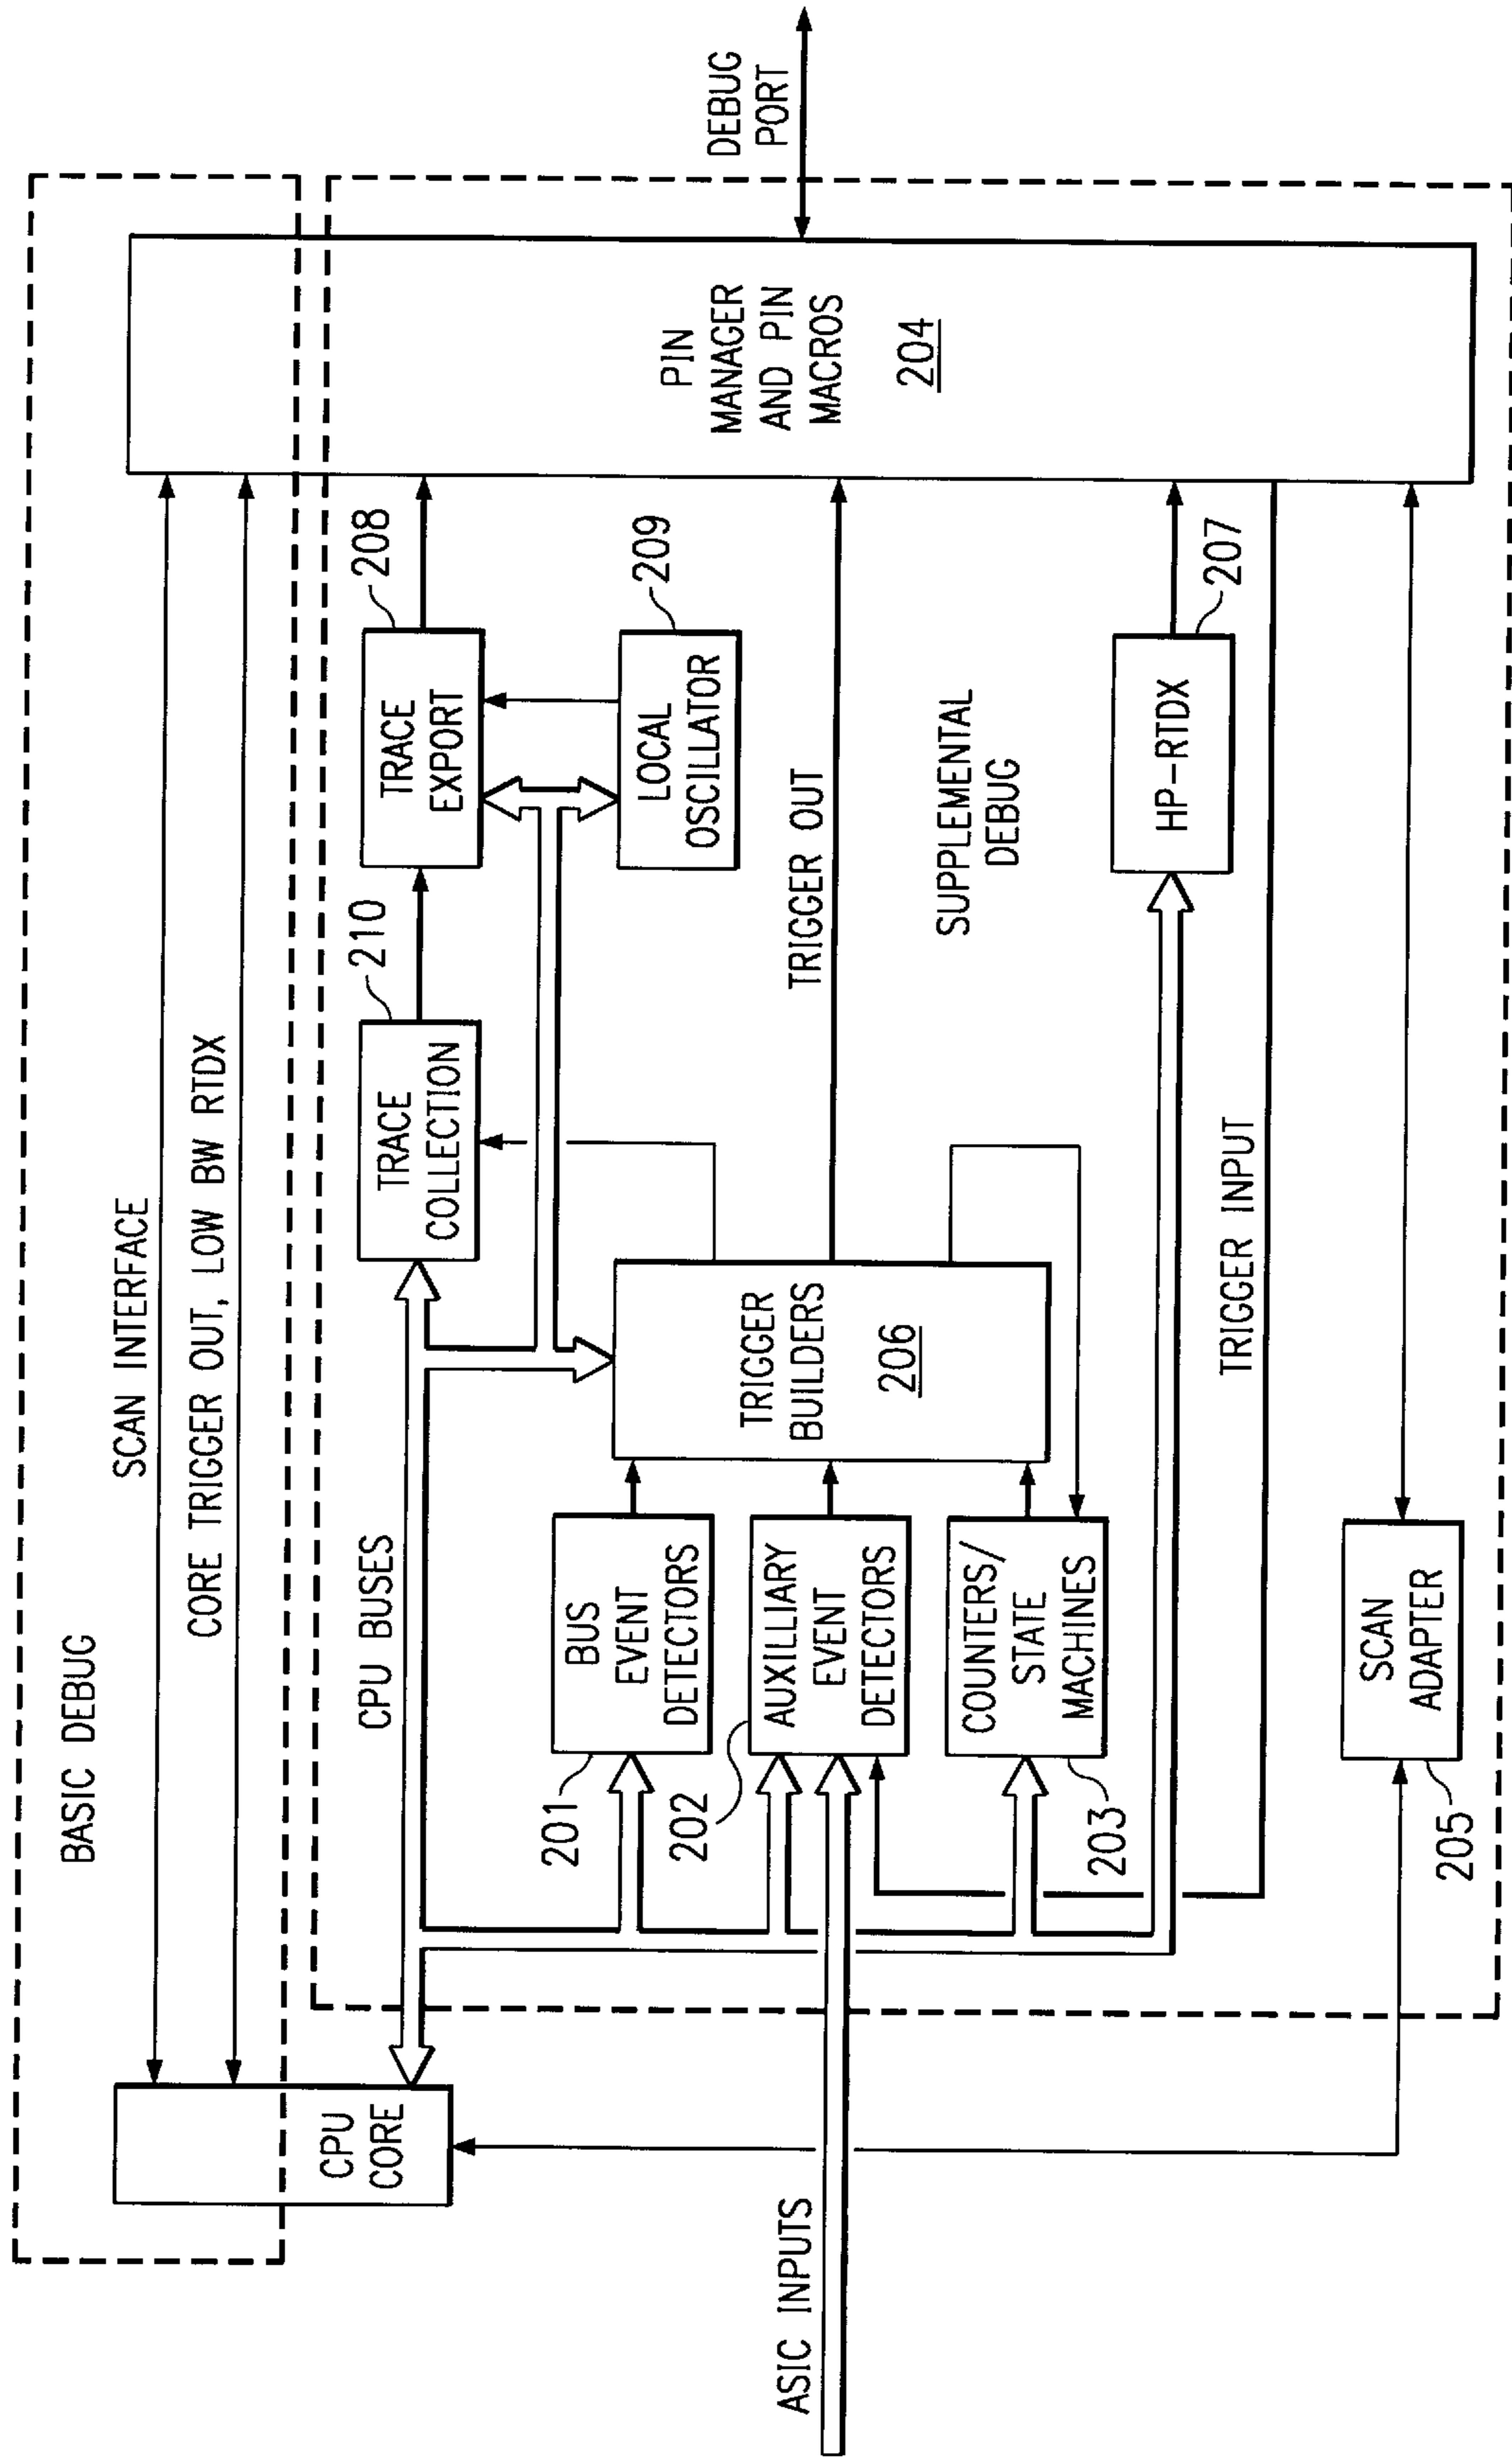 BASIC DEBUG
SCAN INTERFACE
CORE TRIGGER OUT, LOW BW RTDX
CPU
CORE
CPU BUSES
TRACE
COLLECTION
210
TRACE
EXPORT
208
LOCAL
OSCILLATOR
209
BUS
EVENT
DETECTORS
201
AUXILLIARY
EVENT
DETECTORS
202
COUNTERS/
STATE
MACHINES
203
TRIGGER
BUILDERS
206
TRIGGER OUT
SUPPLEMENTAL
DEBUG
HP-RTDX
207
TRIGGER INPUT
SCAN
ADAPTER
205
ASIC INPUTS
PIN
MANAGER
AND PIN
MACROS
204
DEBUG
PORT